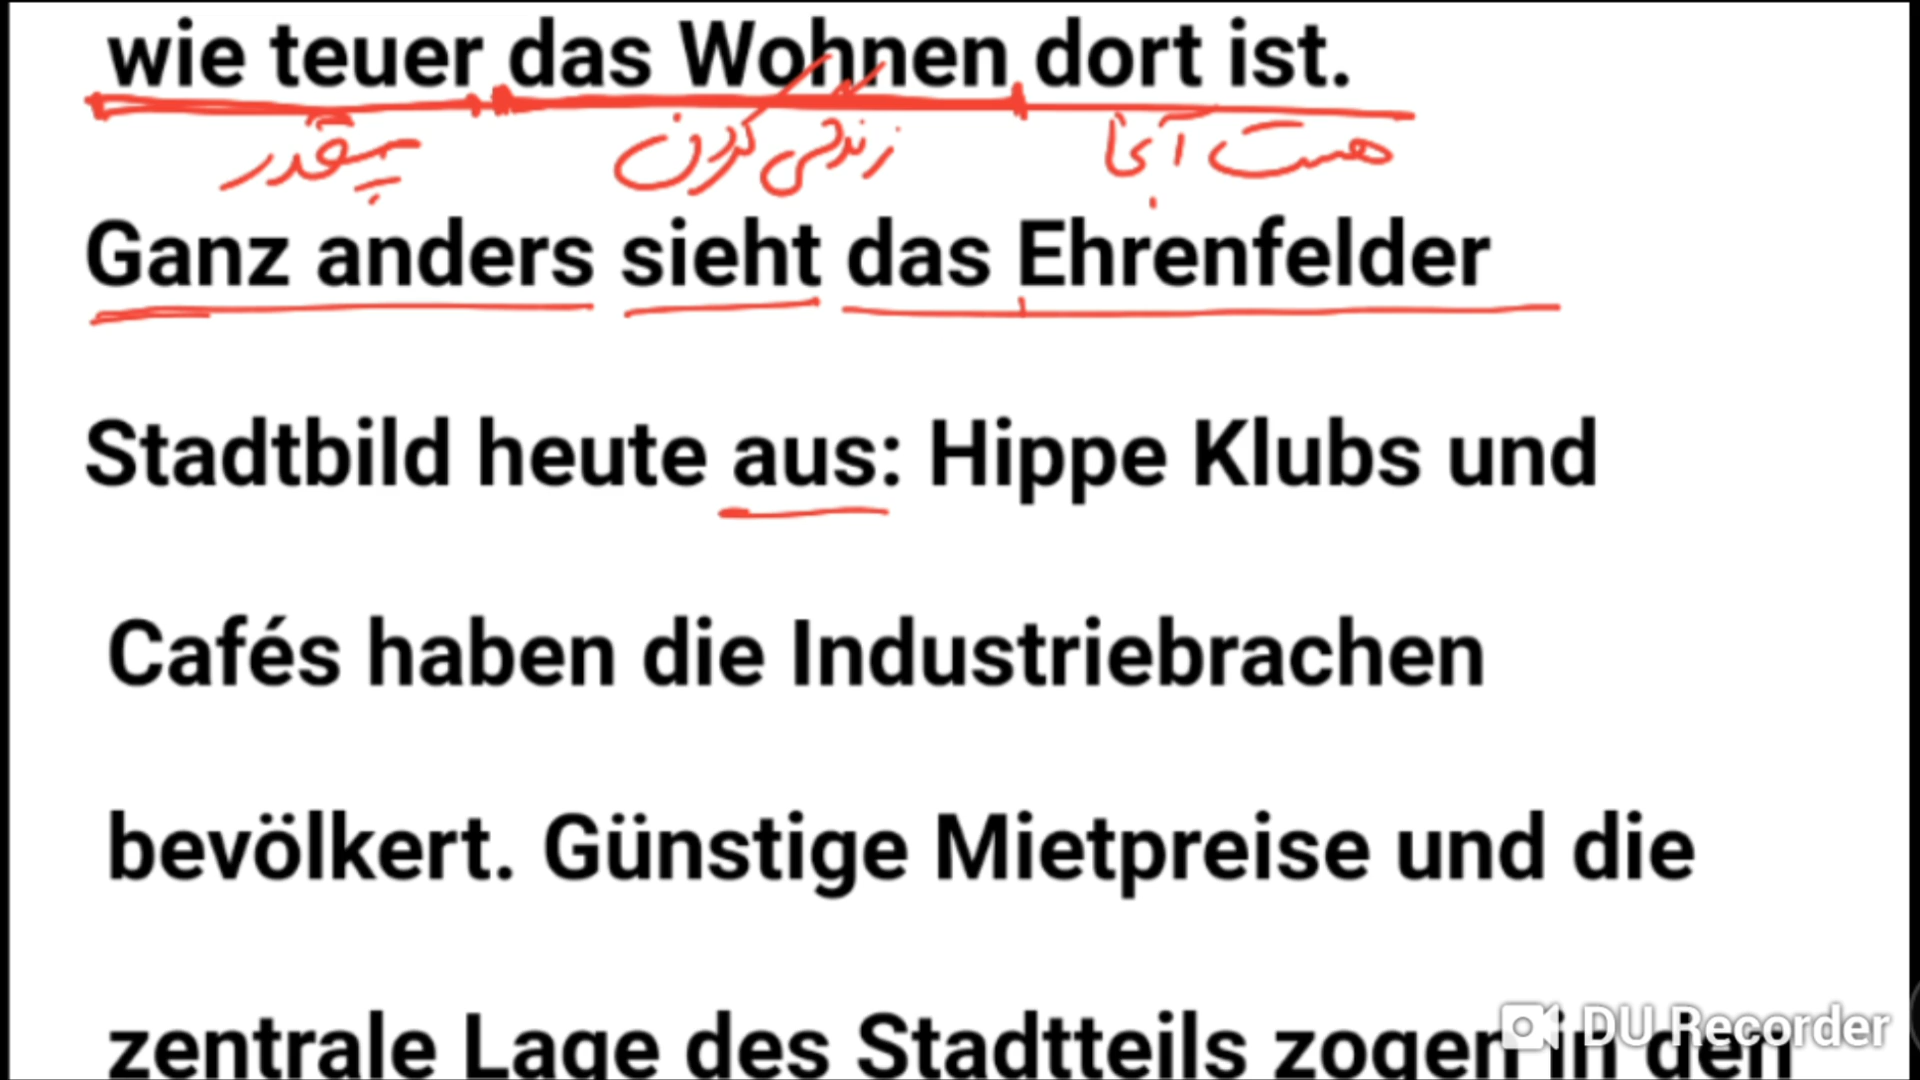 wie teuer das Wohnen dort ist.
چقدر زندگی کردن آنجا هست
Ganz anders sieht das Ehrenfelder
Stadtbild heute aus: Hippe Klubs und
Cafés haben die Industriebrachen
bevölkert. Günstige Mietpreise und die
zentrale Lage des Stadtteils zogen in den
DU Recorder